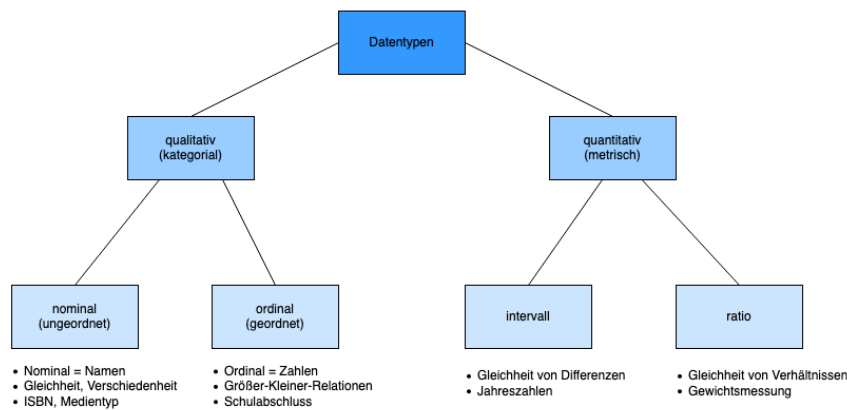 Datentypen
qualitativ
(kategorial)
quantitativ
(metrisch)
nominal
(ungeordnet)
ordinal
(geordnet)
intervall
ratio
• Nominal = Namen
• Gleichheit, Verschiedenheit
• ISBN, Medientyp
• Ordinal = Zahlen
• Größer-Kleiner-Relationen
• Schulabschluss
• Gleichheit von Differenzen
• Jahreszahlen
• Gleichheit von Verhältnissen
• Gewichtsmessung